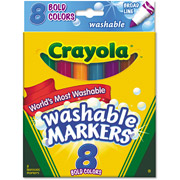 8 BOLD COLORS
washable
BROAD LINE
Crayola
World's Most Washable
Washable
MARKERS
8
BOLD COLORS